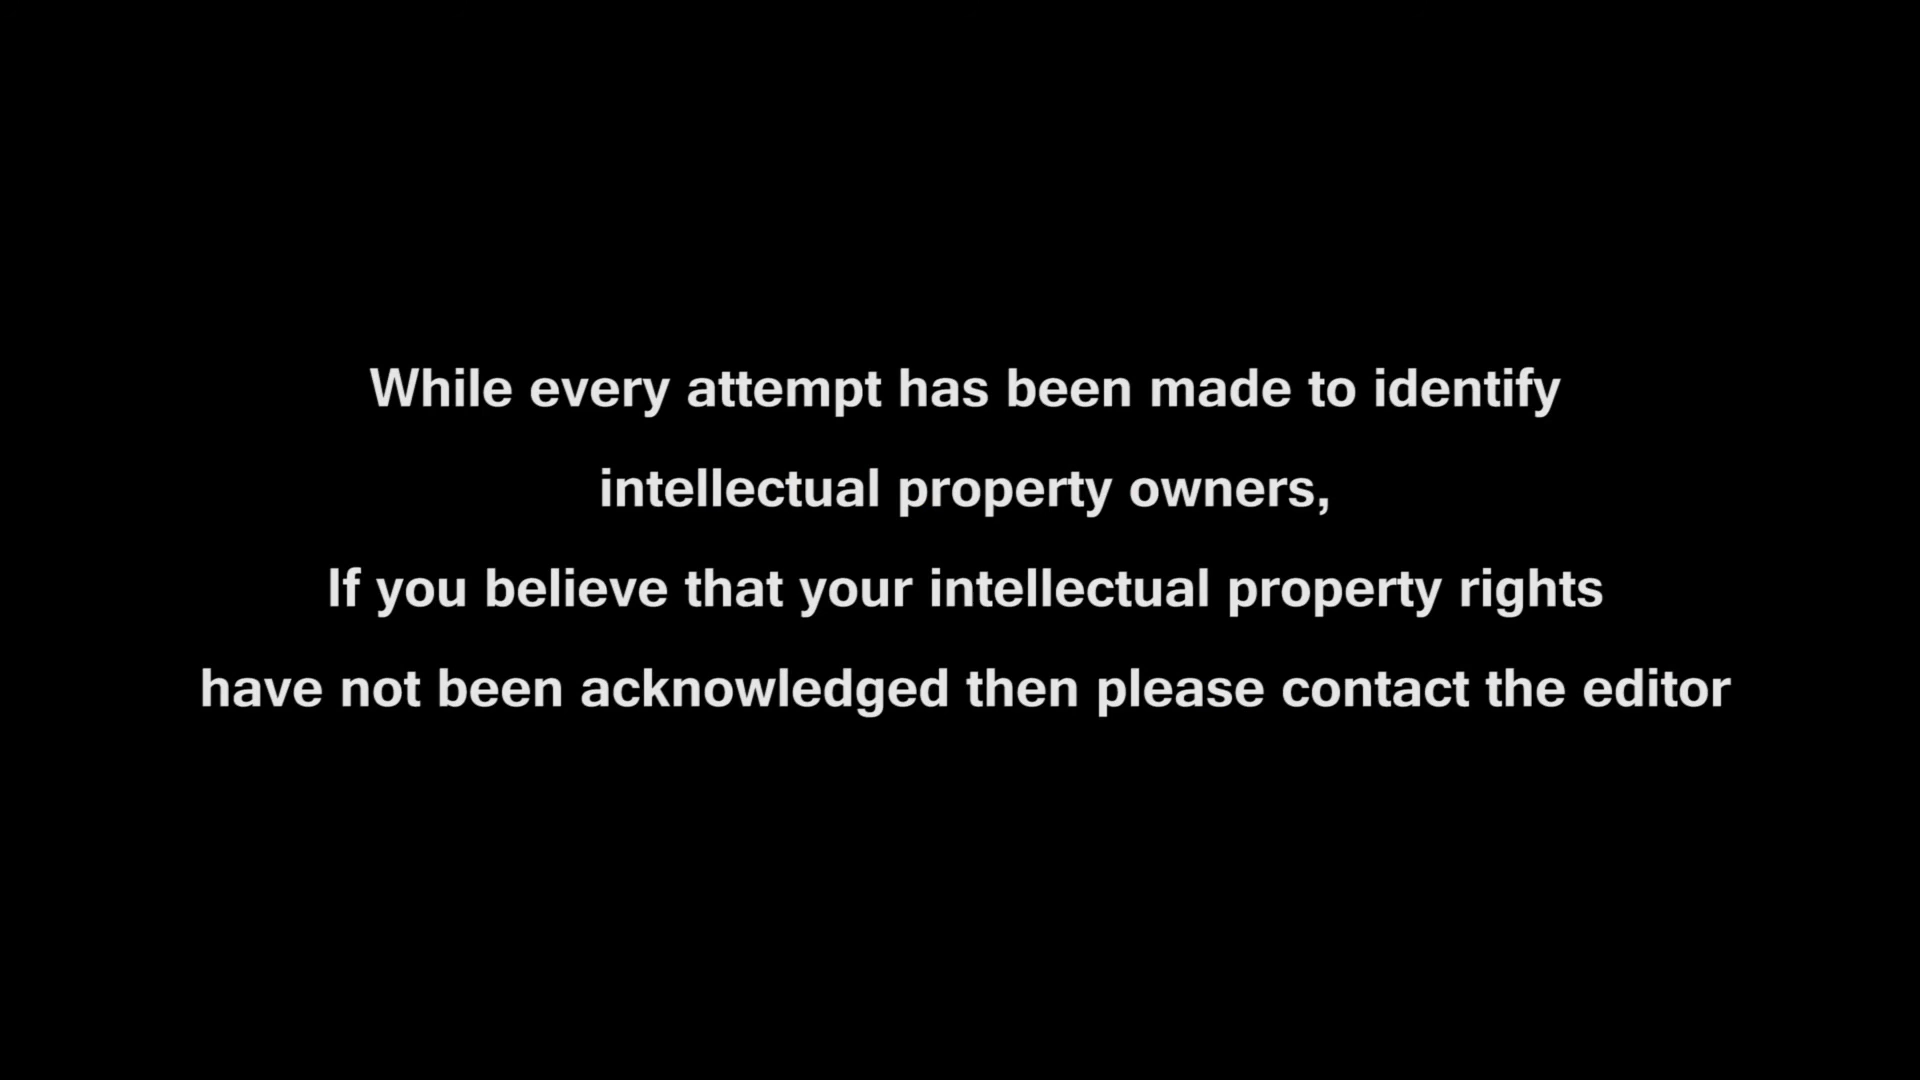 While every attempt has been made to identify
intellectual property owners,
If you believe that your intellectual property rights
have not been acknowledged then please contact the editor